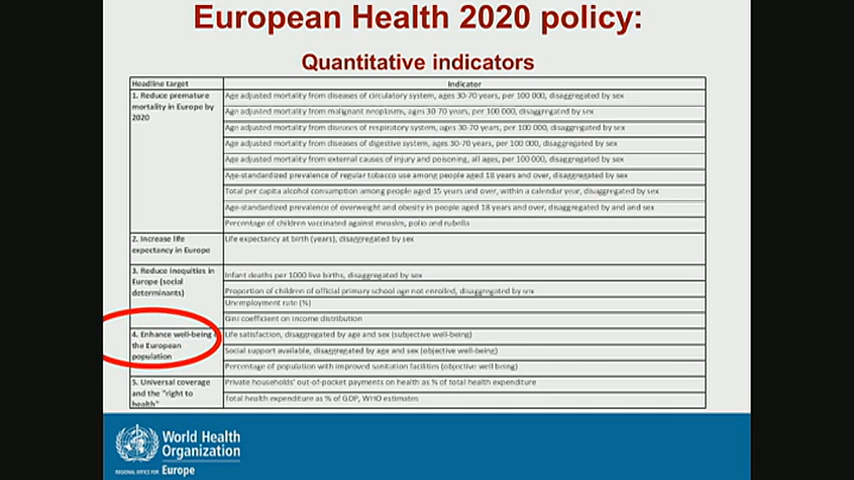 European Health 2020 policy:
Quantitative indicators
Headline target
Indicator
1. Reduce premature
mortality in Europe by
2020
Age adjusted mortality from diseases of circulatory system, ages 30-70 years, per 100 000, disaggregated by sex
Age adjusted mortality from malignant neoplasms, ages 30 70 years, per 100 000, disaggregated by sex
Age adjusted mortality from diseases of respiratory system, ages 30-70 years, per 100 000, disaggregated by sex
Age adjusted mortality from diseases of digestive system, ages 30-70 years, per 100 000, disaggregated by sex
Age adjusted mortality from external causes of injury and poisoning, all ages, per 100 000, disaggregated by sex
Age-standardized prevalence of regular tobacco use among people aged 18 years and over, disaggregated by sex
Total per capita alcohol consumption among people aged 15 years and over, within a calendar year, disaggregated by sex
Age-standardized prevalence of overweight and obesity in people aged 18 years and over, disaggregated by and and sex
Percentage of children vaccinated against measles, polio and rubella
2. Increase life
expectancy in Europe
Life expectancy at birth (years), disaggregated by sex
3. Reduce inequities in
Europe (social
determinants)
Infant deaths per 1000 live births, disaggregated by sex
Proportion of children of official primary school age not enrolled, disaggregated by sex
Unemployment rate (%)
Gini coefficient on income distribution
4. Enhance well-being
the European
population
Life satisfaction, disaggregated by age and sex (subjective well-being)
Social support available, disaggregated by age and sex (objective well-being)
Percentage of population with improved sanitation facilities (objective well being)
5. Universal coverage
and the "right to
health"
Private households' out-of-pocket payments on health as % of total health expenditure
Total health expenditure as % of GDP, WHO estimates
World Health
Organization
REGIONAL OFFICE FOR Europe